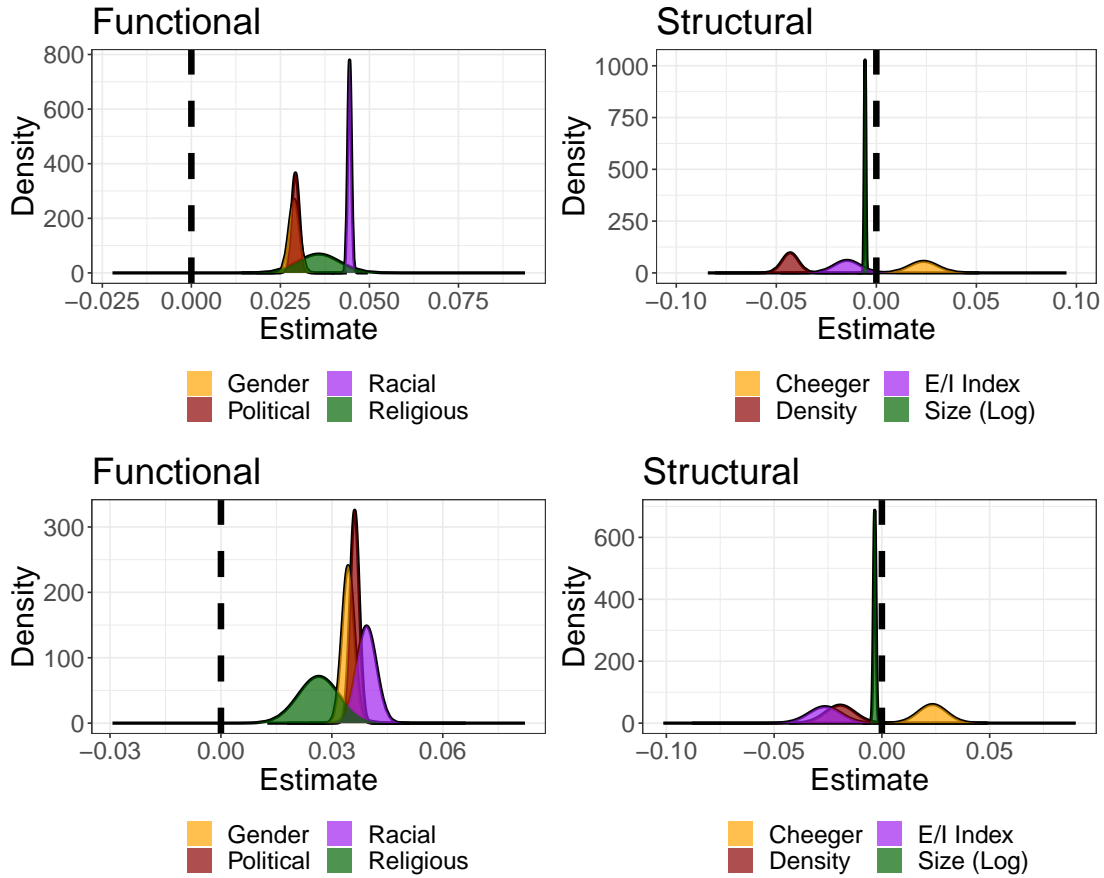 Functional
Structural
Density
800
600
400
200
0
−0.025
0.000
0.025
0.050
0.075
Estimate
Gender
Racial
Political
Religious
Density
1000
750
500
250
0
−0.10
−0.05
0.00
0.05
0.10
Estimate
Cheeger
E/I Index
Density
Size (Log)
Functional
Structural
Density
300
200
100
0
−0.03
0.00
0.03
0.06
Estimate
Gender
Racial
Political
Religious
Density
600
400
200
0
−0.10
−0.05
0.00
0.05
Estimate
Cheeger
E/I Index
Density
Size (Log)